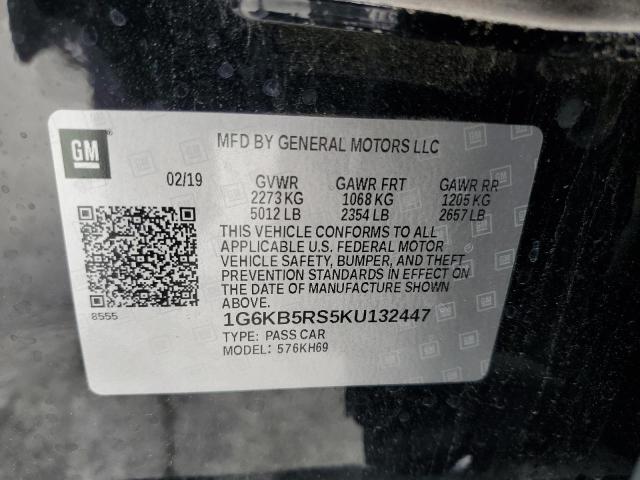 GM
MFD BY GENERAL MOTORS LLC
02/19 GVWR GAWR FRT GAWR RR
2273 KG 1068 KG 1205 KG
5012 LB 2354 LB 2657 LB
THIS VEHICLE CONFORMS TO ALL
APPLICABLE U.S. FEDERAL MOTOR
VEHICLE SAFETY, BUMPER, AND THEFT
PREVENTION STANDARDS IN EFFECT ON
THE DATE OF MANUFACTURE SHOWN
ABOVE.
8555
1G6KB5RS5KU132447
TYPE: PASS CAR
MODEL: 576KH69